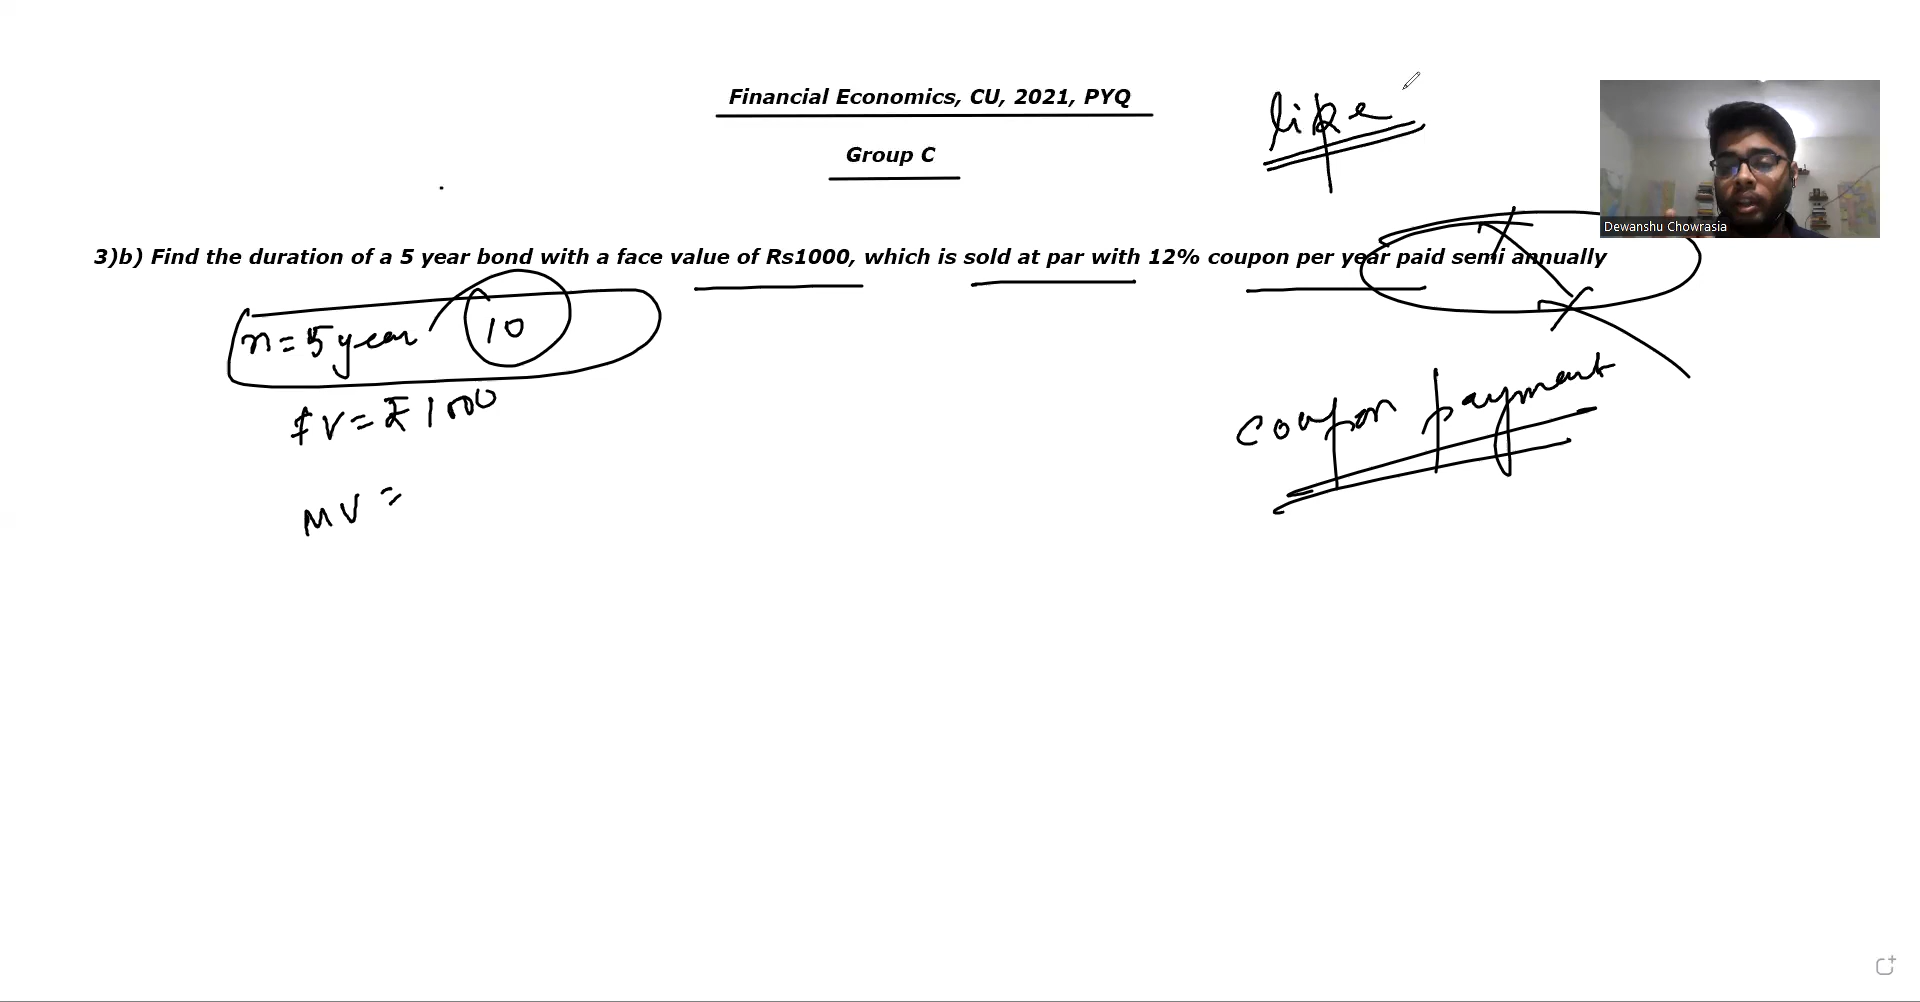 Financial Economics, CU, 2021, PYQ
like
Group C
Dewanshu Chowrasia
3)b) Find the duration of a 5 year bond with a face value of Rs1000, which is sold at par with 12% coupon per year paid semi annually
n = 5 year 10
FV = ₹1000
coupon payment
MV =